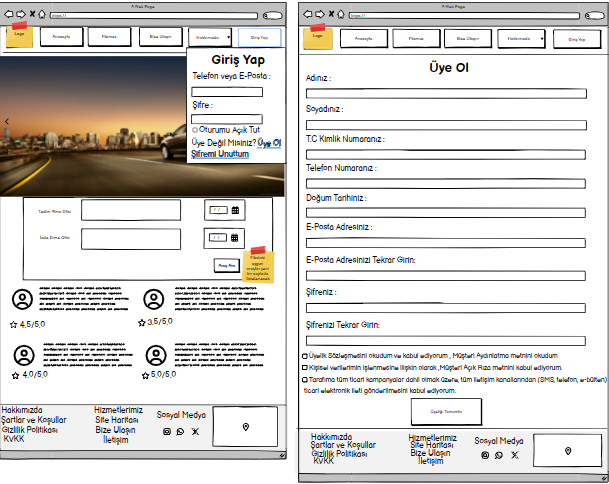 A Web Page
https://
Logo
Anasayfa
Filomuz
Bize Ulaşın
Hakkımızda
Giriş Yap
Giriş Yap
Telefon veya E-Posta :
Şifre :
Oturumu Açık Tut
Üye Değil Misiniz? Üye Ol
Şifremi Unuttum
Teslim Alma Ofisi
İade Etme Ofisi
/ /
/ /
Araç Ara
4.5/5.0
3.5/5.0
4.0/5.0
5.0/5.0
Hakkımızda
Şartlar ve Koşullar
Gizlilik Politikası
KVKK
Hizmetlerimiz
Site Haritası
Bize Ulaşın
İletişim
Sosyal Medya
A Web Page
https://
Logo
Anasayfa
Filomuz
Bize Ulaşın
Hakkımızda
Giriş Yap
Üye Ol
Adınız :
Soyadınız :
T.C Kimlik Numaranız :
Telefon Numaranız :
Doğum Tarihiniz :
E-Posta Adresiniz :
E-Posta Adresinizi Tekrar Girin:
Şifreniz :
Şifrenizi Tekrar Girin:
Üyelik Sözleşmesini okudum ve kabul ediyorum , Müşteri Aydınlatma metnini okudum
Kişisel verilerimin işlenmesine ilişkin olarak , Müşteri Açık Rıza metnini kabul ediyorum.
Tarafıma tüm ticari kampanyalar dahil olmak üzere, tüm iletişim kanallarından (SMS, telefon, e-bülten)
ticari elektronik ileti gönderilmesini kabul ediyorum.
Üyeliği Tamamla
Hakkımızda
Şartlar ve Koşullar
Gizlilik Politikası
KVKK
Hizmetlerimiz
Site Haritası
Bize Ulaşın
İletişim
Sosyal Medya